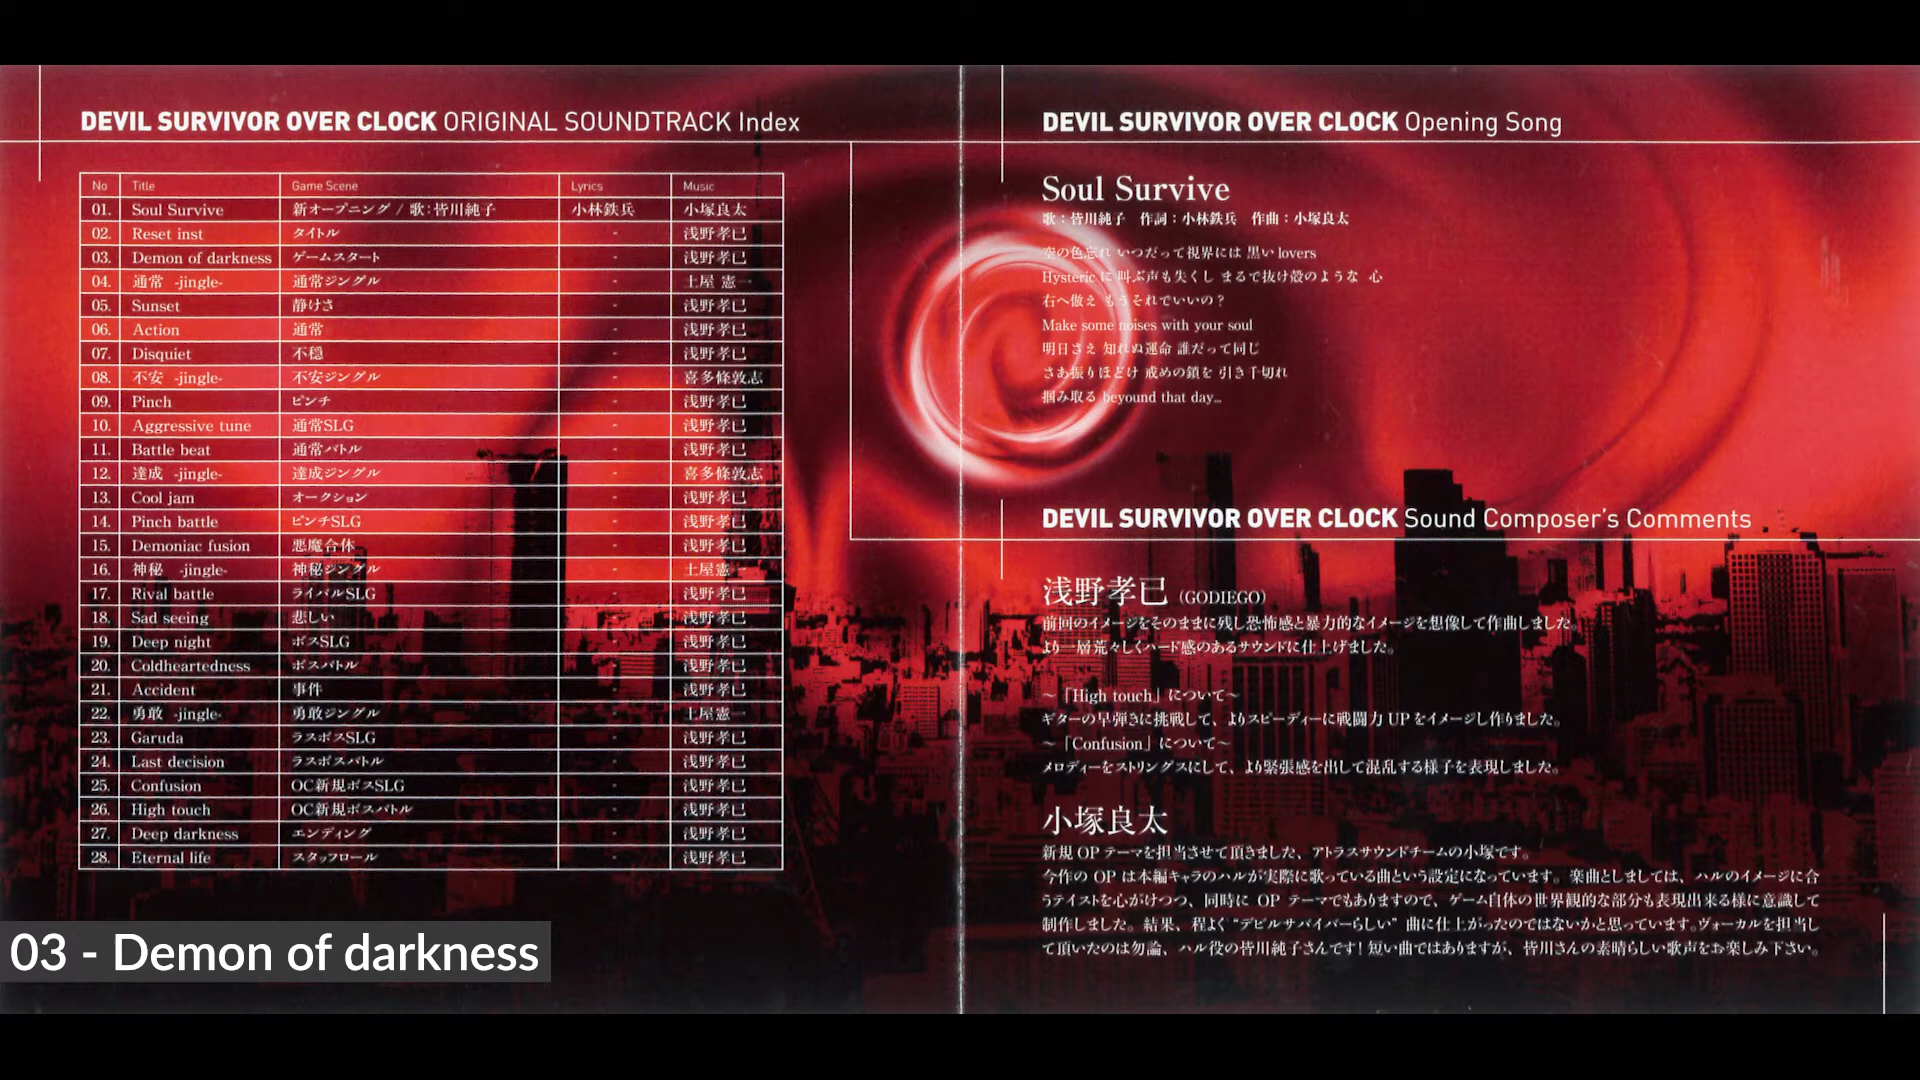 DEVIL SURVIVOR OVER CLOCK ORIGINAL SOUNDTRACK Index
No Title Game Scene Lyrics Music
01. Soul Survive 新オープニング / 歌：皆川純子 小林鉄兵 小塚良太
02. Reset inst タイトル - 浅野孝已
03. Demon of darkness ゲームスタート - 浅野孝已
04. 通常 -jingle- 通常ジングル - 土屋 憲一
05. Sunset 静けさ - 浅野孝已
06. Action 通常 - 浅野孝已
07. Disquiet 不穏 - 浅野孝已
08. 不安 -jingle- 不安ジングル - 喜多條敦志
09. Pinch ピンチ - 浅野孝已
10. Aggressive tune 通常SLG - 浅野孝已
11. Battle beat 通常バトル - 浅野孝已
12. 達成 -jingle- 達成ジングル - 喜多條敦志
13. Cool jam オークション - 浅野孝已
14. Pinch battle ピンチSLG - 浅野孝已
15. Demoniac fusion 悪魔合体 - 浅野孝已
16. 神秘 -jingle- 神秘ジングル - 土屋憲一
17. Rival battle ライバルSLG - 浅野孝已
18. Sad seeing 悲しい - 浅野孝已
19. Deep night ボスSLG - 浅野孝已
20. Coldheartedness ボスバトル - 浅野孝已
21. Accident 事件 - 浅野孝已
22. 勇敢 -jingle- 勇敢ジングル - 土屋憲一
23. Garuda ラスボスSLG - 浅野孝已
24. Last decision ラスボスバトル - 浅野孝已
25. Confusion OC新規ボスSLG - 浅野孝已
26. High touch OC新規ボスバトル - 浅野孝已
27. Deep darkness エンディング - 浅野孝已
28. Eternal life スタッフロール - 浅野孝已
DEVIL SURVIVOR OVER CLOCK Opening Song
Soul Survive
歌：皆川純子 作詞：小林鉄兵 作曲：小塚良太
空の色忘れ いつだって視界には 黒い lovers
Hysteric に 叫ぶ声も失くし まるで抜け殻のような 心
右へ倣え もうそれでいいの？
Make some noises with your soul
明日さえ 知れぬ運命 誰だって同じ
さあ振りほどけ 戒めの鎖を 引き千切れ
掴み取る beyound that day...
DEVIL SURVIVOR OVER CLOCK Sound Composer's Comments
浅野孝已 (GODIEGO)
前回のイメージをそのままに残し恐怖感と暴力的なイメージを想像して作曲しました。
より一層荒々しくハード感のあるサウンドに仕上げました。
～「High touch」について～
ギターの早弾きに挑戦して、よりスピーディーに戦闘力 UP をイメージし作りました。
～「Confusion」について～
メロディーをストリングスにして、より緊張感を出して混乱する様子を表現しました。
小塚良太
新規 OP テーマを担当させて頂きました、アトラスサウンドチームの小塚です。
今作の OP は本編キャラのハルが実際に歌っている曲という設定になっています。楽曲としましては、ハルのイメージに合
うテイストを心がけつつ、同時に OP テーマでもありますので、ゲーム自体の世界観的な部分も表現出来る様に意識して
制作しました。結果、程よく“デビルサバイバーらしい” 曲に仕上がったのではないかと思っています。ヴォーカルを担当し
て頂いたのは勿論、ハル役の皆川純子さんです！短い曲ではありますが、皆川さんの素晴らしい歌声をお楽しみ下さい。
03 - Demon of darkness